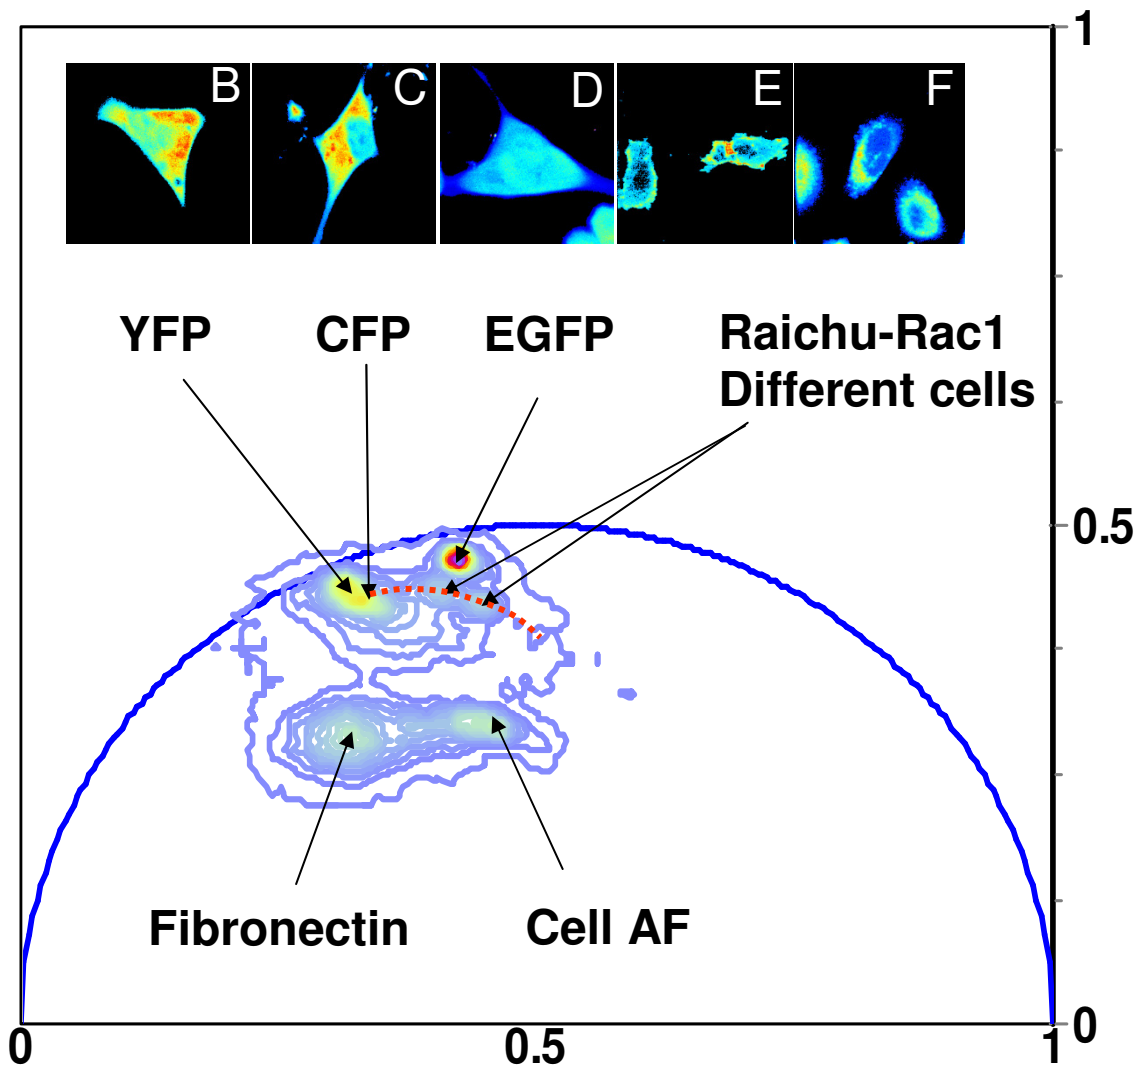 1
B
C
D
E
F
YFP
CFP
EGFP
Raichu-Rac1
Different cells
0.5
Fibronectin
Cell AF
0
0
0.5
1